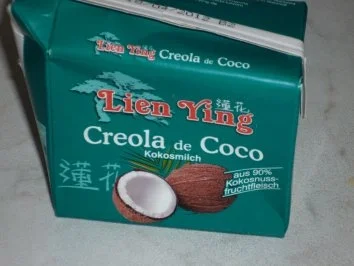 Lien Ying Creola de Coco
Lien Ying 蓮花
Creola de Coco
Kokosmilch
蓮花
aus 90%
Kokosnuss-
fruchtfleisch